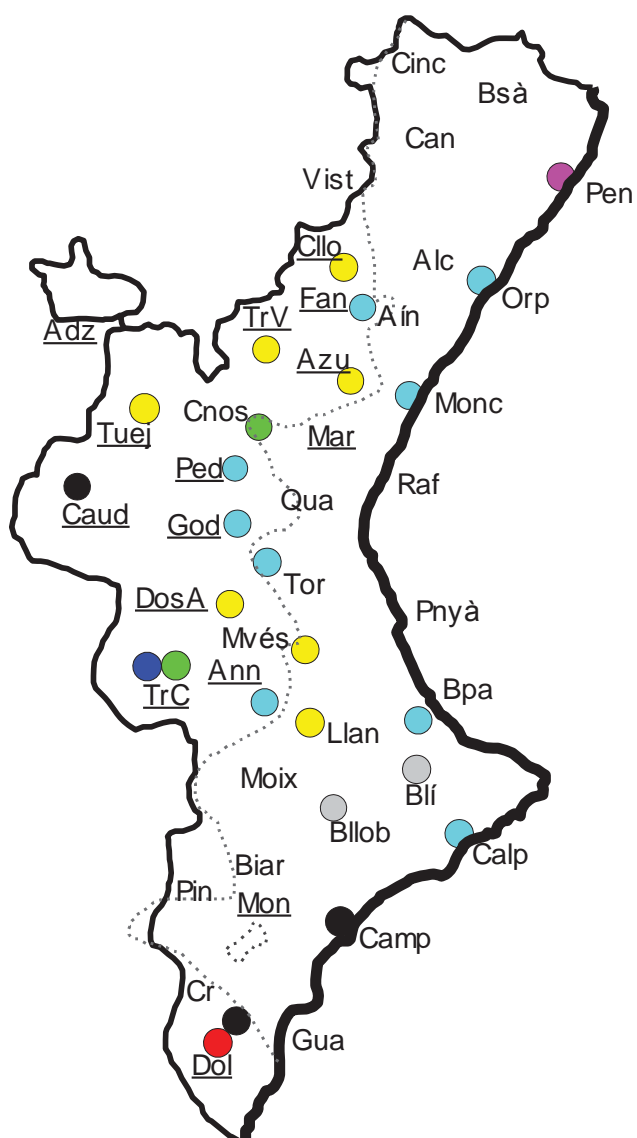 Cinc
Bsà
Can
Vist
Pen
Cllo
Alc
Fan
Orp
Aín
TrV
Adz
Azu
Monc
Cnos
Tuej
Mar
Ped
Raf
Qua
Caud
God
Tor
DosA
Pnyà
Mvés
Ann
Bpa
TrC
Llan
Moix
Blí
Bllob
Calp
Biar
Pin
Mon
Camp
Cr
Gua
Dol